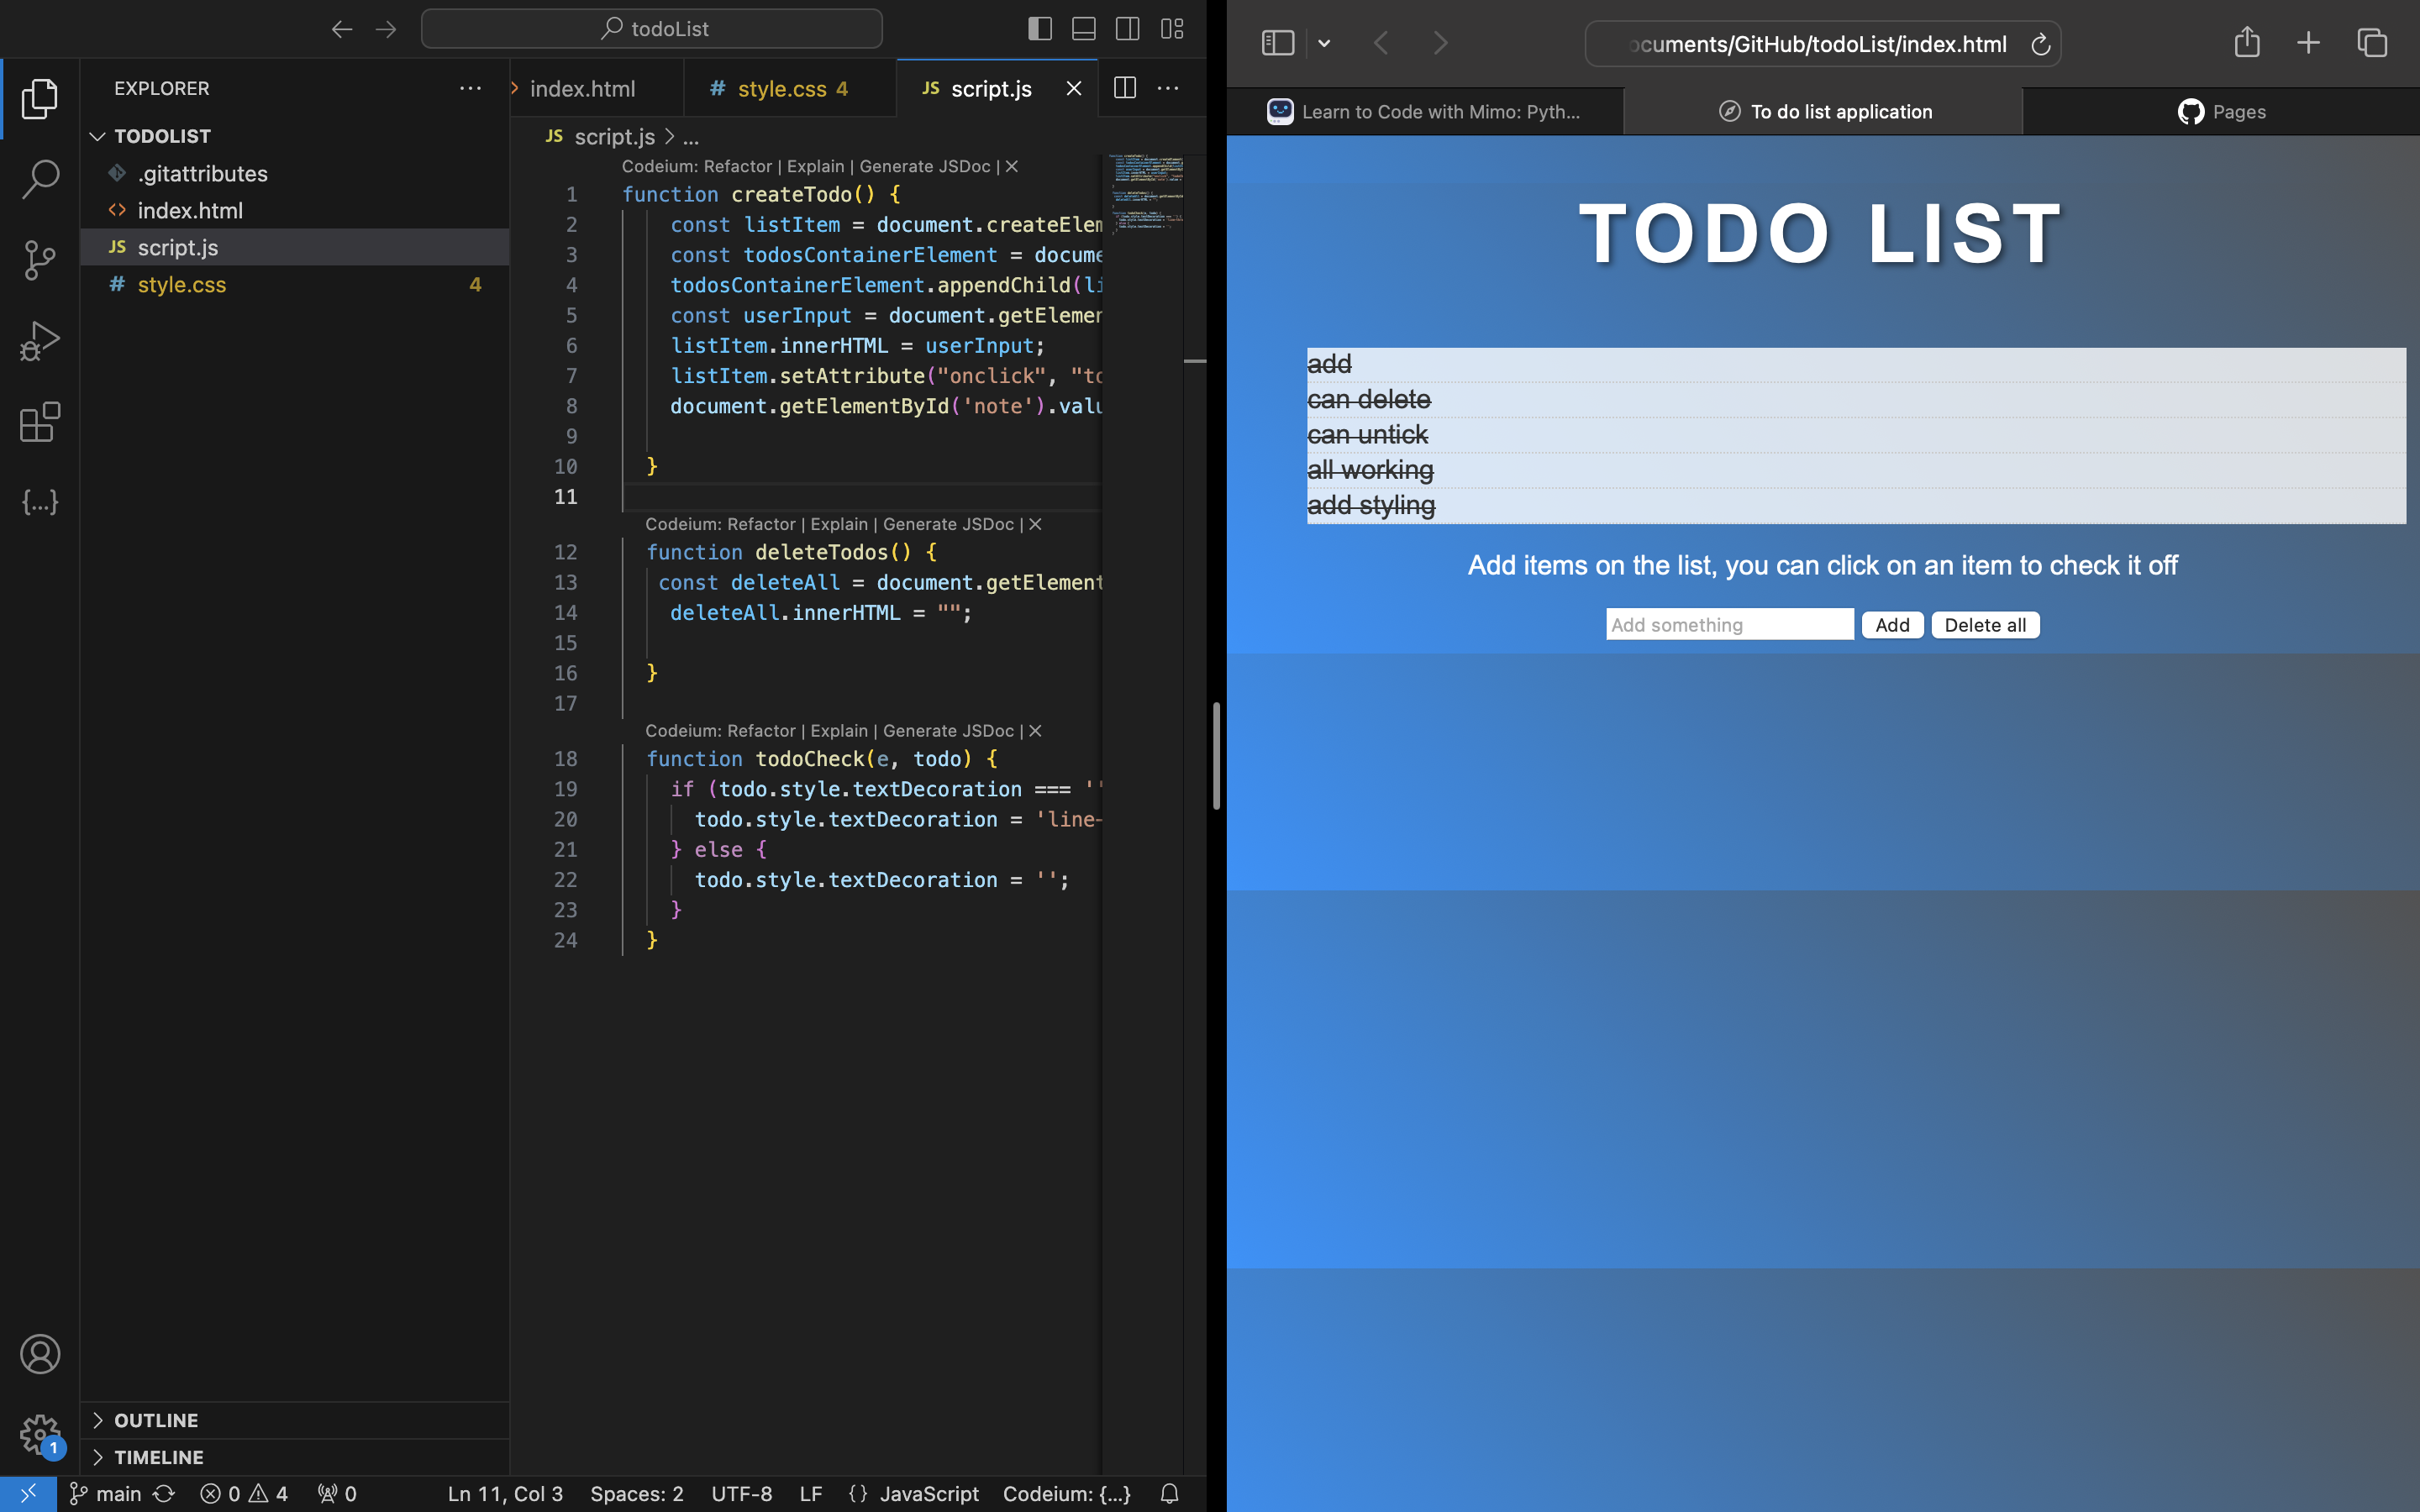 todoList
EXPLORER
TODOLIST
.gitattributes
index.html
JS script.js
# style.css 4
OUTLINE
TIMELINE
index.html
# style.css 4
JS script.js
JS script.js > ...
Codeium: Refactor | Explain | Generate JSDoc | X
1 function createTodo() {
2 const listItem = document.createElem
3 const todosContainerElement = docume
4 todosContainerElement.appendChild(li
5 const userInput = document.getElemen
6 listItem.innerHTML = userInput;
7 listItem.setAttribute("onclick", "to
8 document.getElementById('note').valu
9
10 }
11
Codeium: Refactor | Explain | Generate JSDoc | X
12 function deleteTodos() {
13 const deleteAll = document.getElement
14 deleteAll.innerHTML = "";
15
16 }
17
Codeium: Refactor | Explain | Generate JSDoc | X
18 function todoCheck(e, todo) {
19 if (todo.style.textDecoration === ''
20 todo.style.textDecoration = 'line-
21 } else {
22 todo.style.textDecoration = '';
23 }
24 }
{...}
1
main 0 4 0 Ln 11, Col 3 Spaces: 2 UTF-8 LF {} JavaScript Codeium: {...}
ocuments/GitHub/todoList/index.html
Learn to Code with Mimo: Pyth...
To do list application
Pages
TODO LIST
add
can delete
can untick
all working
add styling
Add items on the list, you can click on an item to check it off
Add something Add Delete all